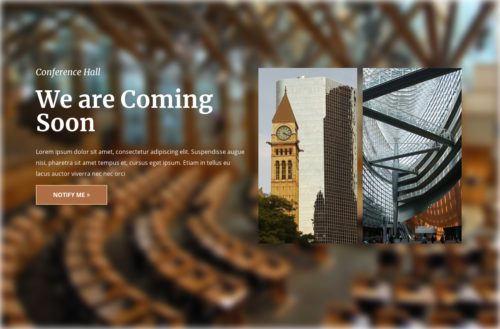 Conference Hall
We are Coming
Soon
Lorem ipsum dolor sit amet, consectetur adipiscing elit. Suspendisse augue
nisi, pharetra sit amet tempus et, cursus eget ipsum. Etiam in tellus eu
lacus auctor viverra nec nec orci
NOTIFY ME >